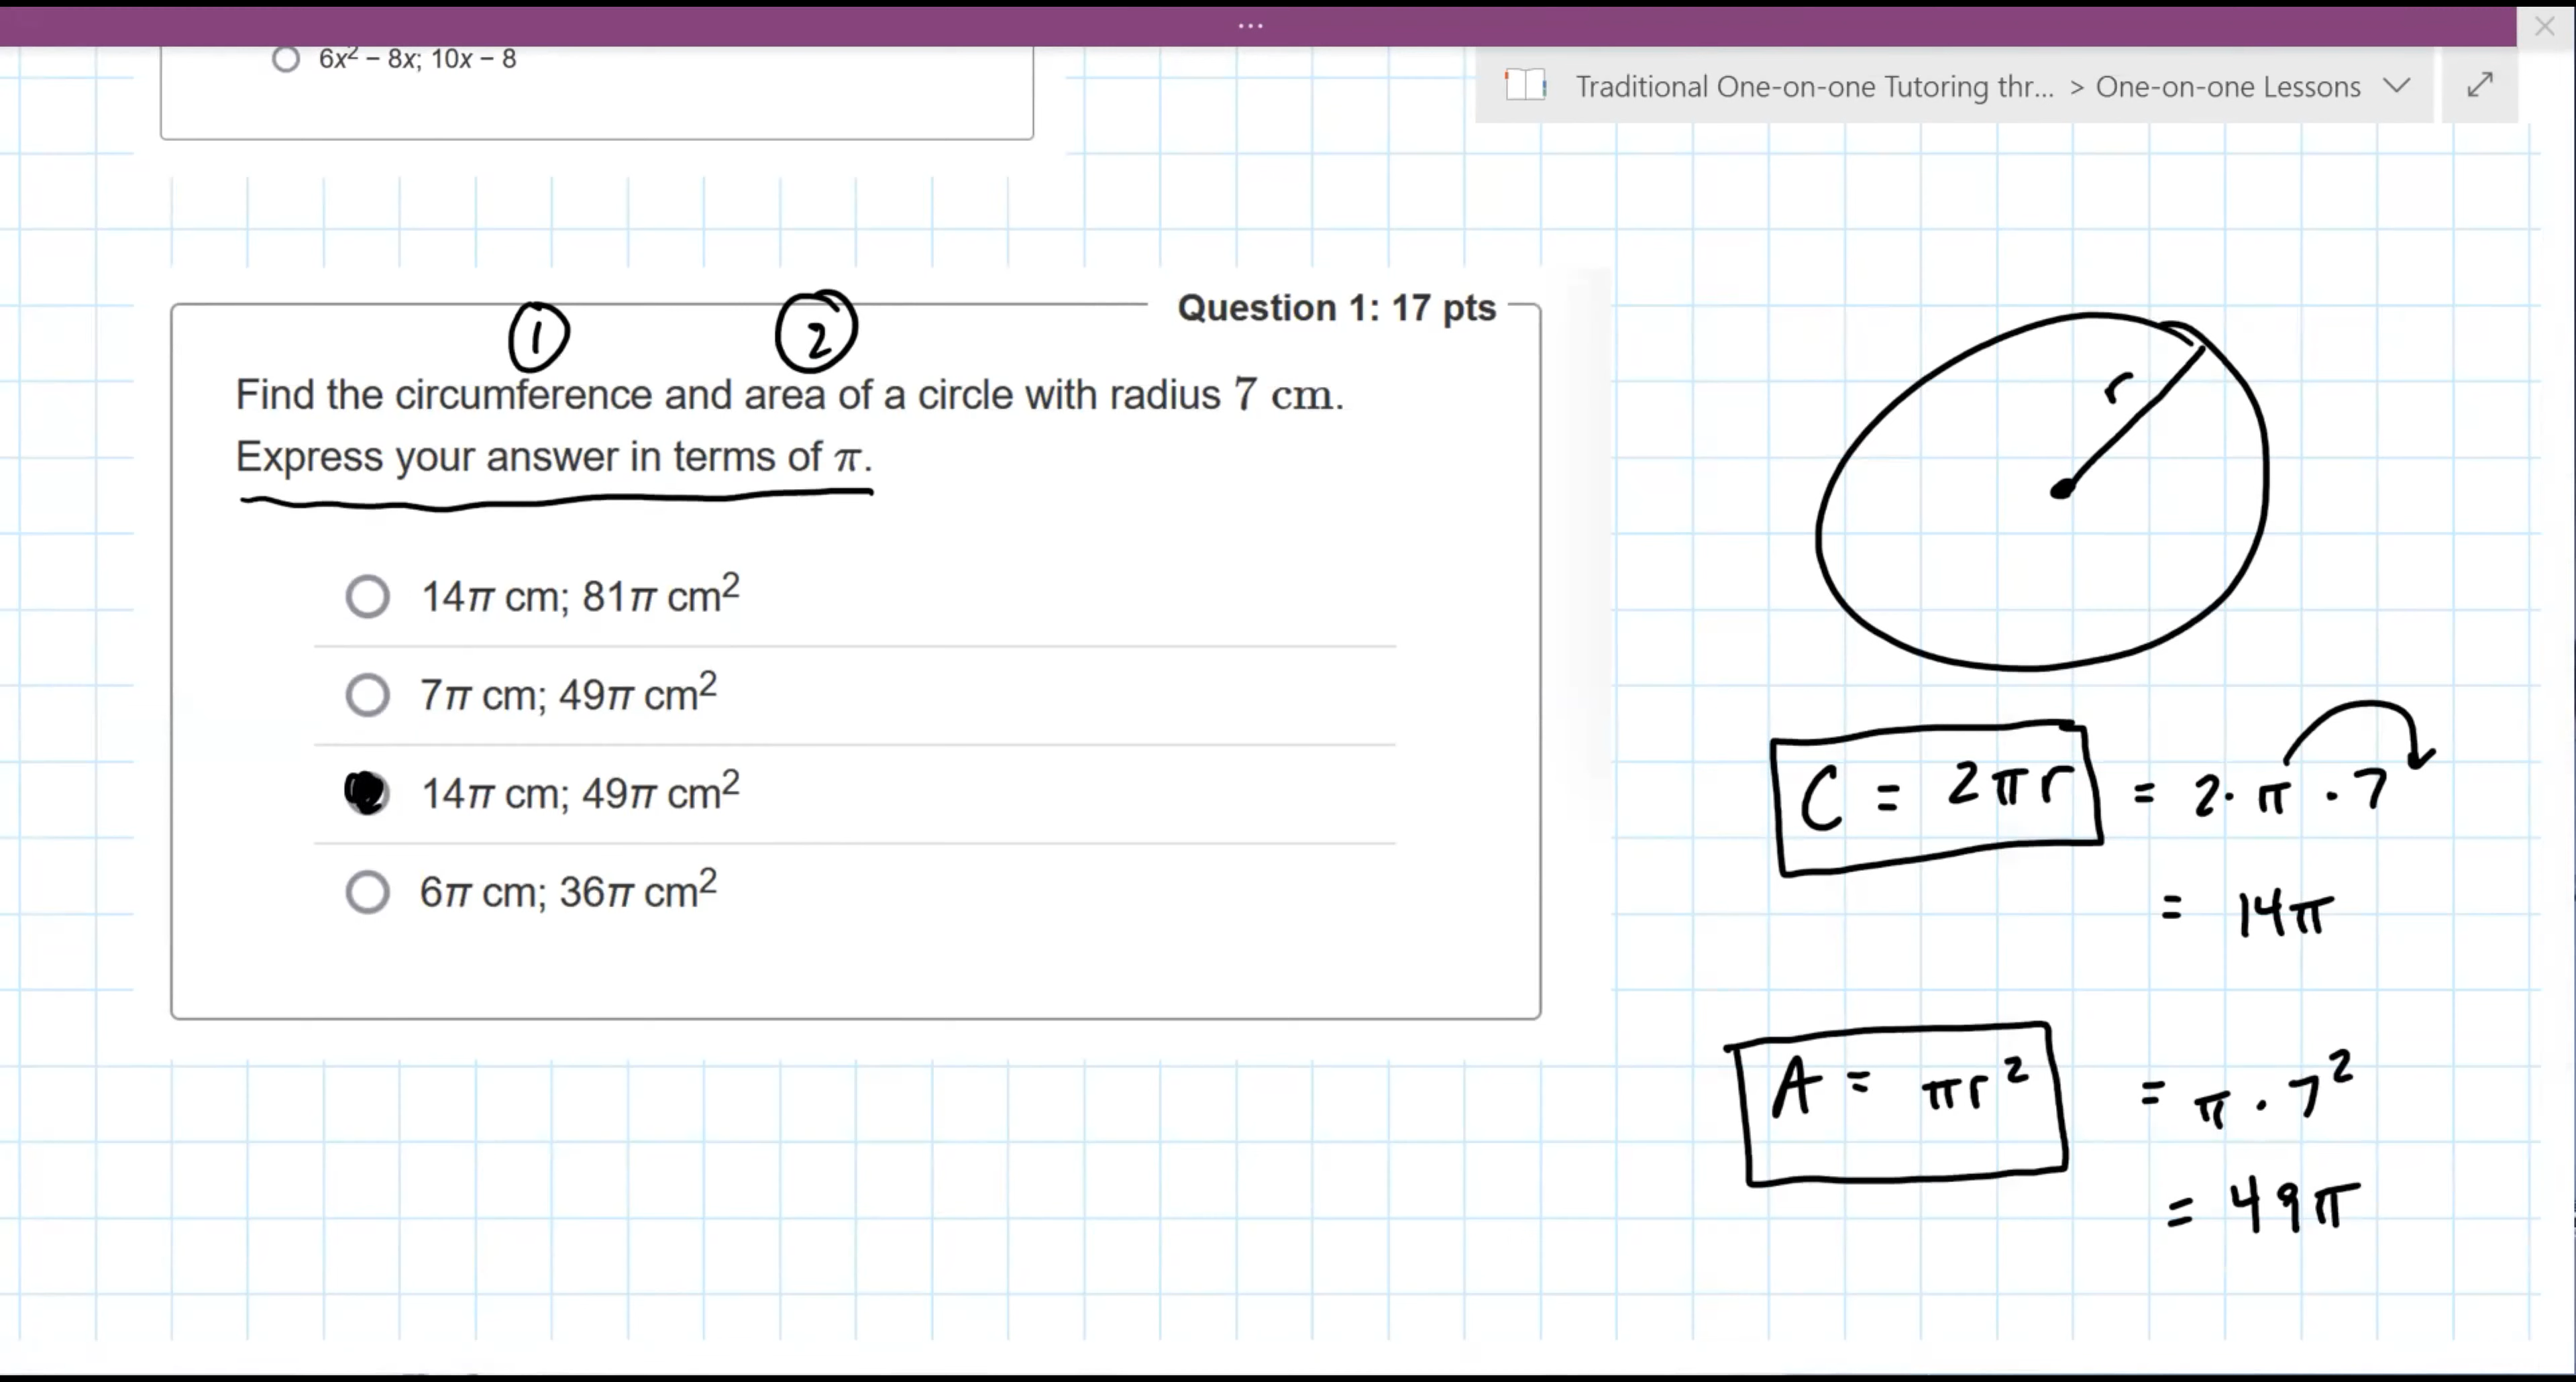 ...
6x² − 8x; 10x − 8
Traditional One-on-one Tutoring thr... > One-on-one Lessons
Question 1: 17 pts
1 2
Find the circumference and area of a circle with radius 7 cm.
Express your answer in terms of π.
14π cm; 81π cm²
7π cm; 49π cm²
14π cm; 49π cm²
6π cm; 36π cm²
r
C = 2πr = 2·π·7
= 14π
A = πr² = π·7²
= 49π